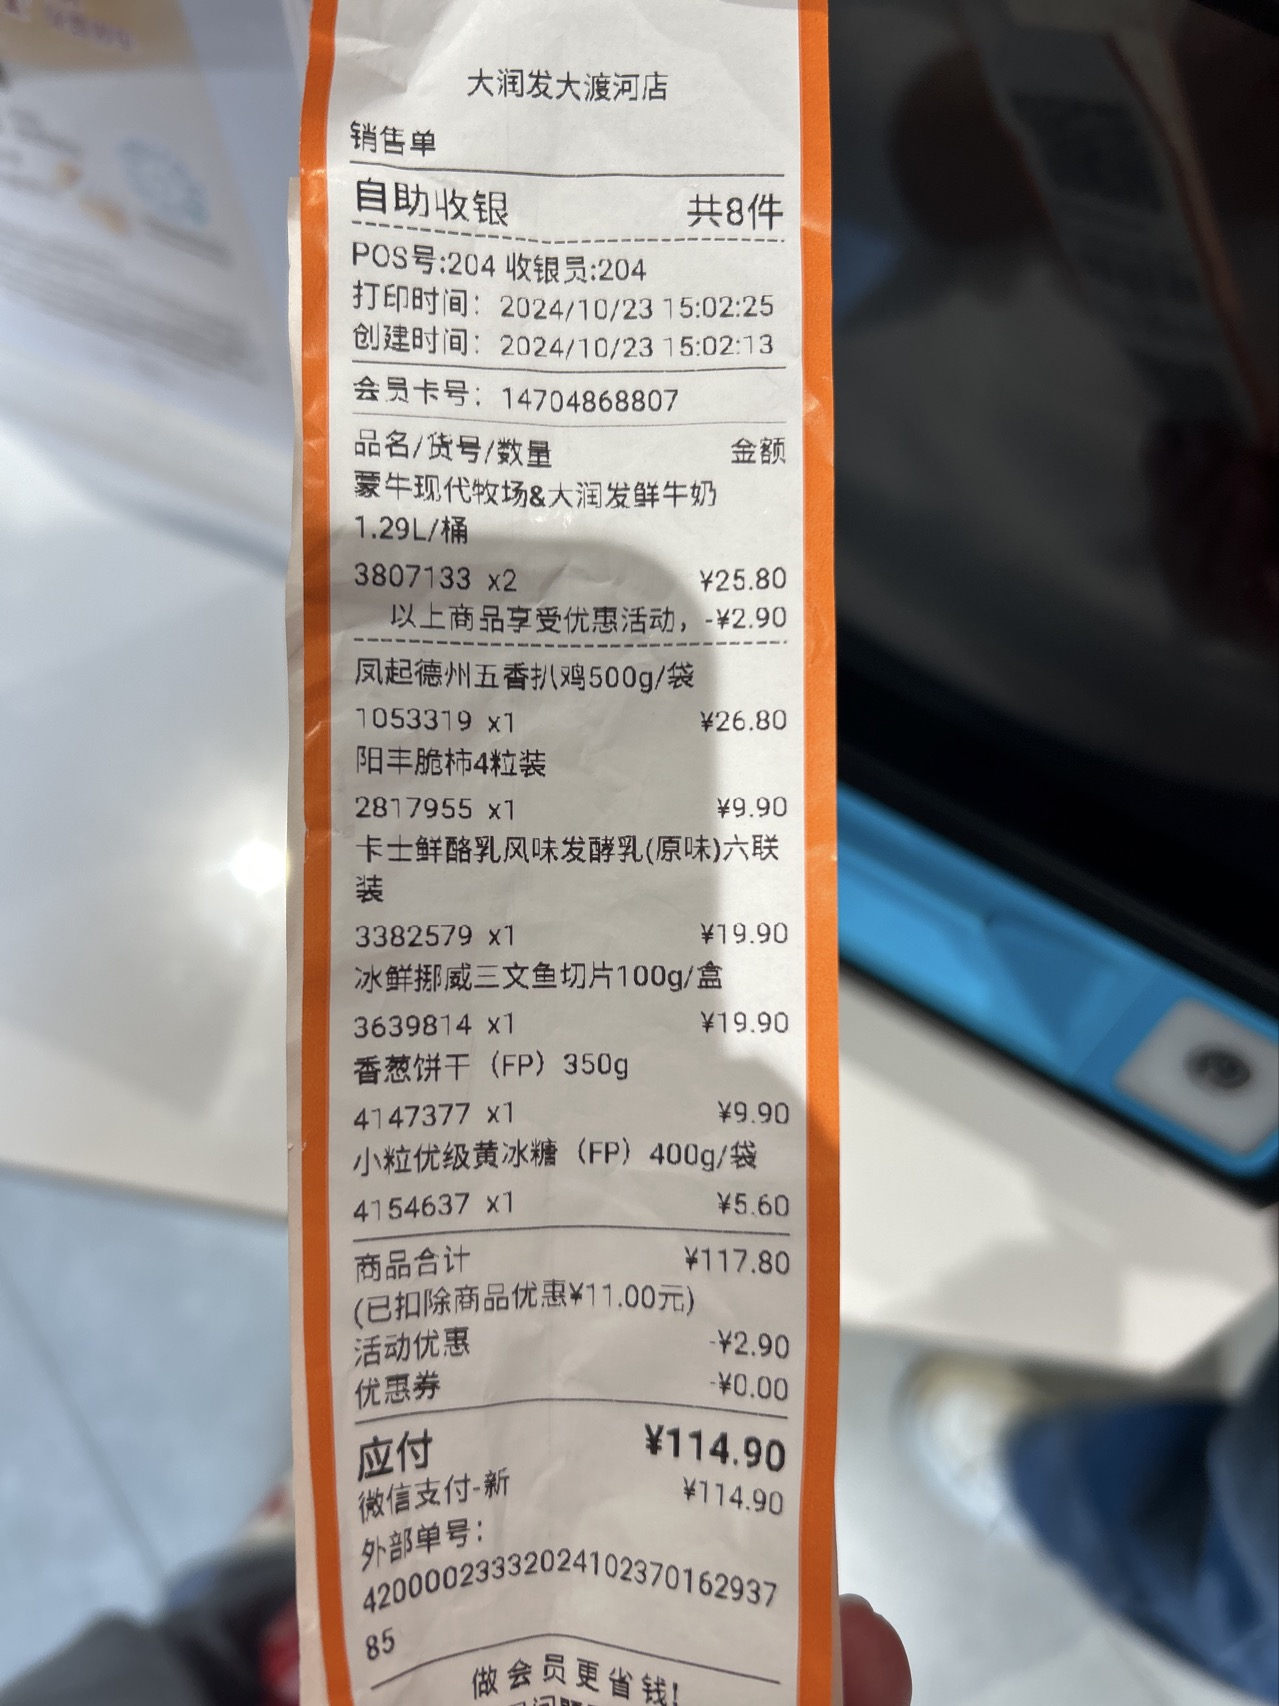 大润发大渡河店
销售单
自助收银 共8件
POS号:204 收银员:204
打印时间: 2024/10/23 15:02:25
创建时间: 2024/10/23 15:02:13
会员卡号: 14704868807
品名/货号/数量 金额
蒙牛现代牧场&大润发鲜牛奶
1.29L/桶
3807133 x2 ¥25.80
以上商品享受优惠活动, -¥2.90
凤起德州五香扒鸡500g/袋
1053319 x1 ¥26.80
阳丰脆柿4粒装
2817955 x1 ¥9.90
卡士鲜酪乳风味发酵乳(原味)六联
装
3382579 x1 ¥19.90
冰鲜挪威三文鱼切片100g/盒
3639814 x1 ¥19.90
香葱饼干（FP）350g
4147377 x1 ¥9.90
小粒优级黄冰糖（FP）400g/袋
4154637 x1 ¥5.60
商品合计 ¥117.80
(已扣除商品优惠¥11.00元)
活动优惠 -¥2.90
优惠券 -¥0.00
应付 ¥114.90
微信支付-新 ¥114.90
外部单号:
42000023332024102370162937
85
做会员更省钱!